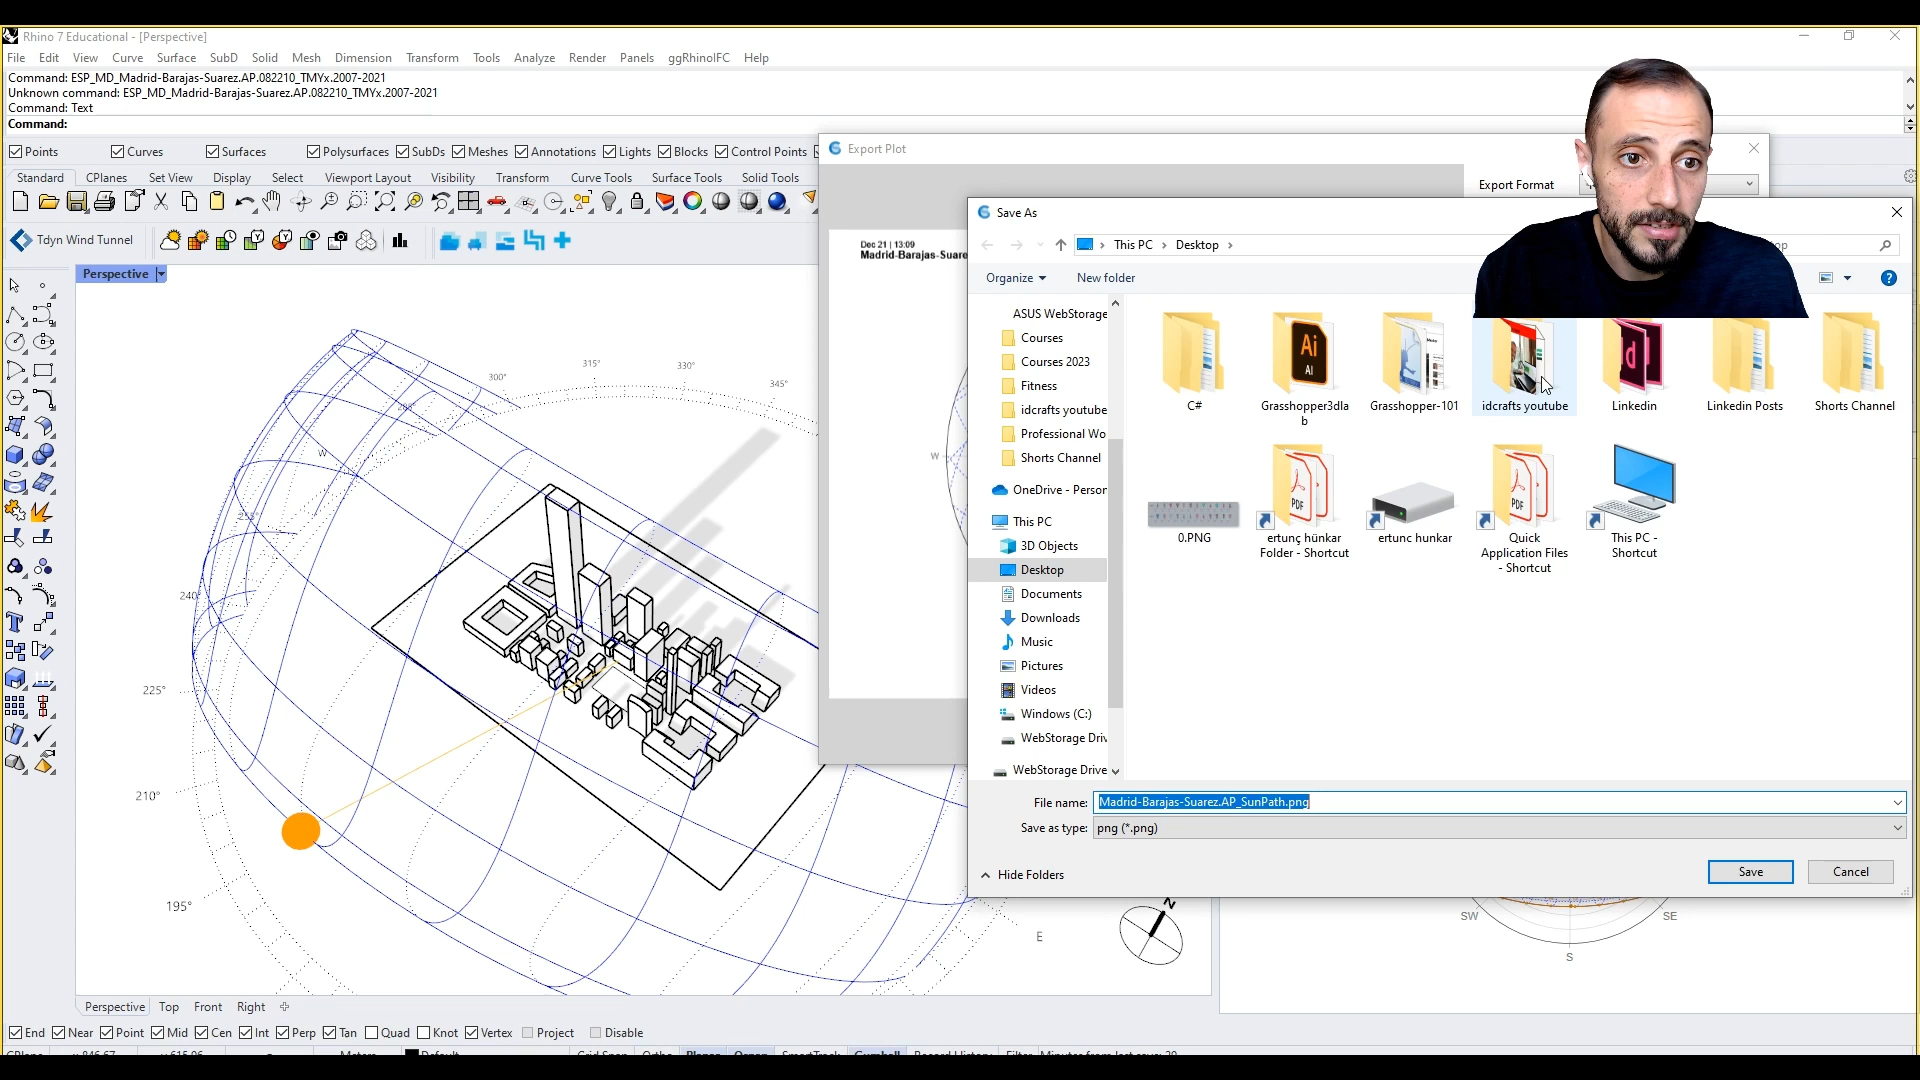 Rhino 7 Educational - [Perspective]
File Edit View Curve Surface SubD Solid Mesh Dimension Transform Tools Analyze Render Panels ggRhinoIFC Help
Command: ESP_MD_Madrid-Barajas-Suarez.AP.082210_TMYx.2007-2021
Unknown command: ESP_MD_Madrid-Barajas-Suarez.AP.082210_TMYx.2007-2021
Command: Text
Command:
Points Curves Surfaces Polysurfaces SubDs Meshes Annotations Lights Blocks Control Points
Standard CPlanes Set View Display Select Viewport Layout Visibility Transform Curve Tools Surface Tools Solid Tools
Tdyn Wind Tunnel
Perspective
Export Plot
Export Format
Dec 21 | 13:09
Madrid-Barajas-Suare
W
Save As
This PC > Desktop >
Organize New folder
ASUS WebStorage
Courses
Courses 2023
Fitness
idcrafts youtube
Professional Wo
Shorts Channel
OneDrive - Person
This PC
3D Objects
Desktop
Documents
Downloads
Music
Pictures
Videos
Windows (C:)
WebStorage Driv
WebStorage Drive
C#
Grasshopper3dlab
Grasshopper-101
idcrafts youtube
Linkedin
Linkedin Posts
Shorts Channel
0.PNG
ertunç hünkar Folder - Shortcut
ertunc hunkar
Quick Application Files - Shortcut
This PC - Shortcut
File name: Madrid-Barajas-Suarez.AP_SunPath.png
Save as type: png (*.png)
Hide Folders
Save Cancel
300°
315°
330°
345°
W
240°
225°
210°
195°
E
N
SW
SE
S
Perspective Top Front Right
End Near Point Mid Cen Int Perp Tan Quad Knot Vertex Project Disable